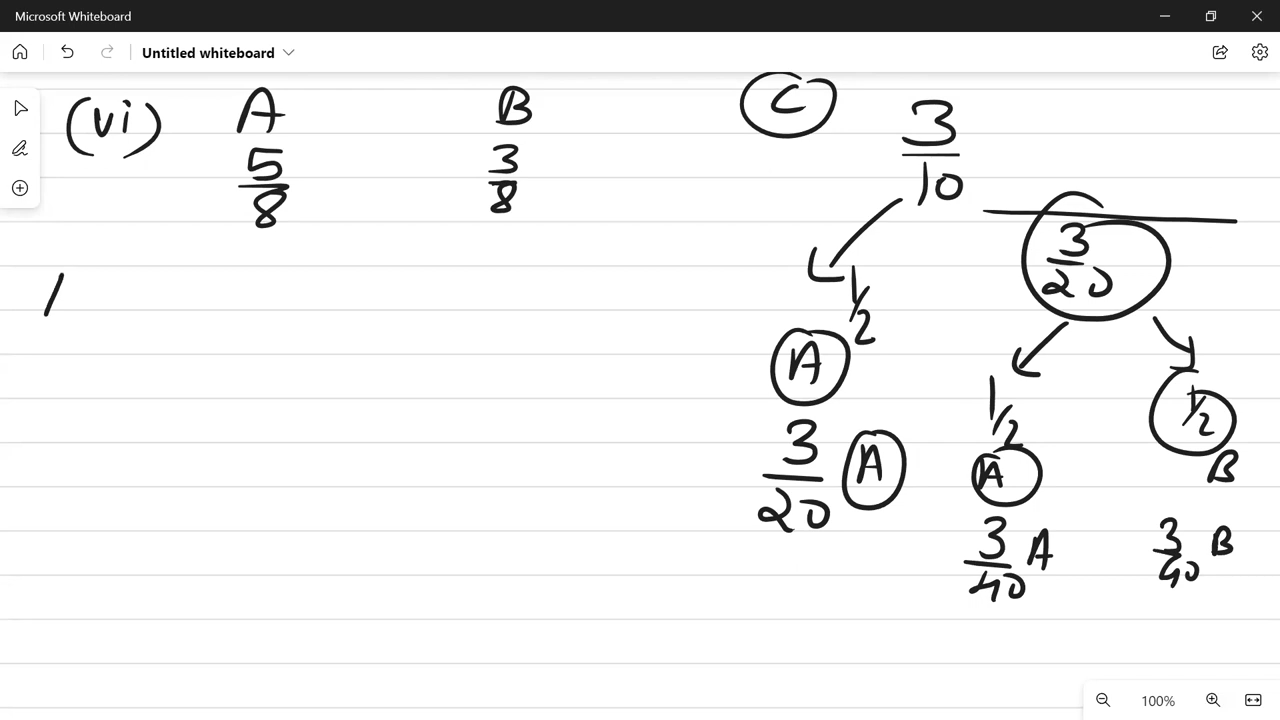 Microsoft Whiteboard
Untitled whiteboard
(vi) A B C 3/10
5/8 3/8
3/20
1/2
A
1/2 1/2
3/20 A A B
3/40 A 3/40 B
100%